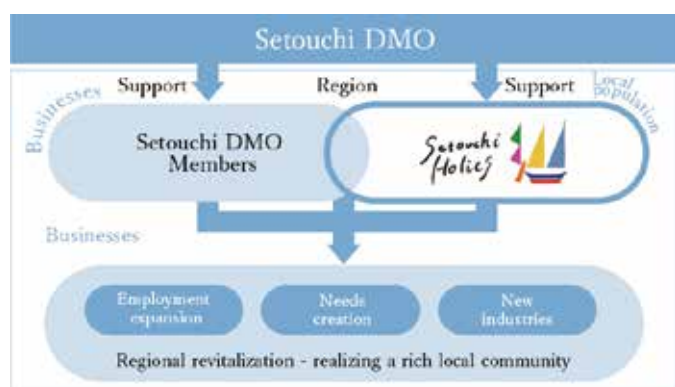 Setouchi DMO
Support
Region
Support
Businesses
Local
population
Setouchi DMO
Members
Setouchi
Holics
Businesses
Employment
expansion
Needs
creation
New
industries
Regional revitalization - realizing a rich local community